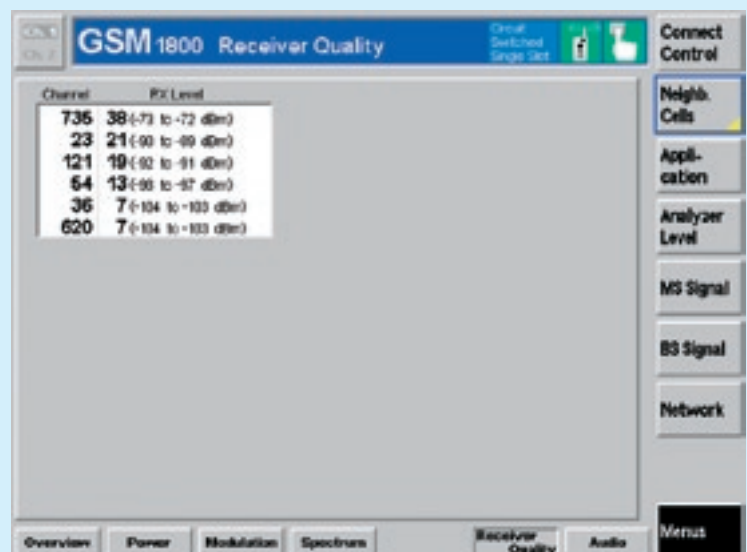 GSM 1800 Receiver Quality
Circuit
Switched
Single Slot
Connect
Control
Channel RX Level
735 38 (-73 to -72 dBm)
23 21 (-90 to -89 dBm)
121 19 (-92 to -91 dBm)
54 13 (-98 to -97 dBm)
36 7 (-104 to -103 dBm)
620 7 (-104 to -103 dBm)
Neighb.
Cells
Appli-
cation
Analyzer
Level
MS Signal
BS Signal
Network
Overview Power Modulation Spectrum Receiver Quality Audio Menus